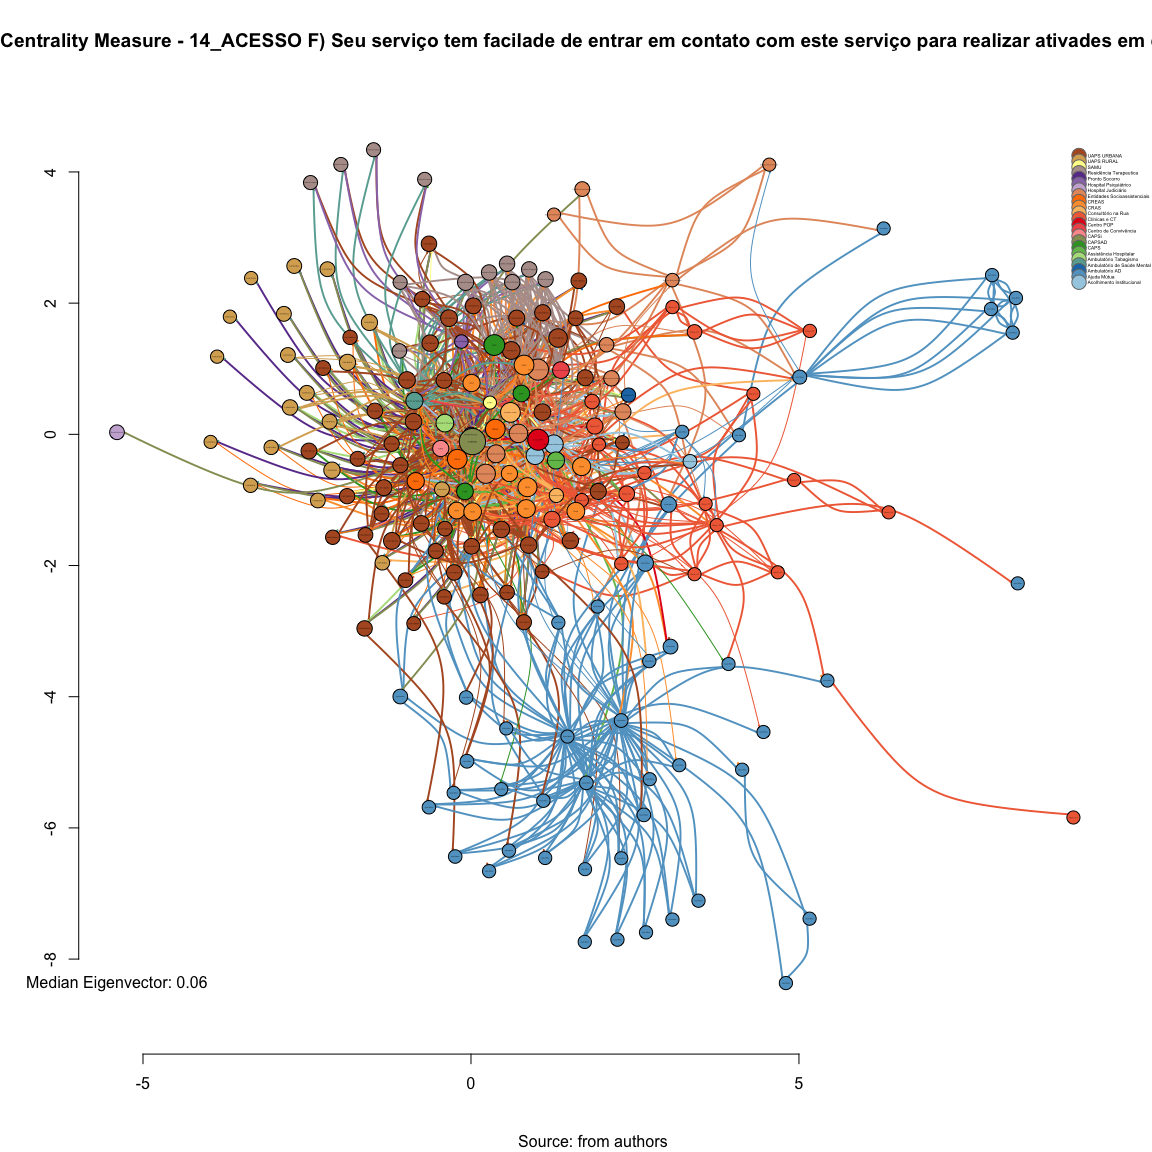 Centrality Measure - 14_ACESSO F) Seu serviço tem facilade de entrar em contato com este serviço para realizar ativades em
UAPS URBANA
UAPS RURAL
SAMU
Residência Terapeutica
Pronto Socorro
Hospital Psiquiátrico
Hospital Judiciário
Entidades Socioassistenciais
CREAS
CRAS
Consultório na Rua
Clínicas e CT
Centro POP
Centro de Convivência
CAPSi
CAPSAD
CAPS
Assistência Hospitalar
Ambulatório Tabagismo
Ambulatório de Saúde Mental
Ambulatório AD
Ajuda Mútua
Acolhimento Institucional
4
2
0
-2
-4
-6
-8
Median Eigenvector: 0.06
-5
0
5
Source: from authors